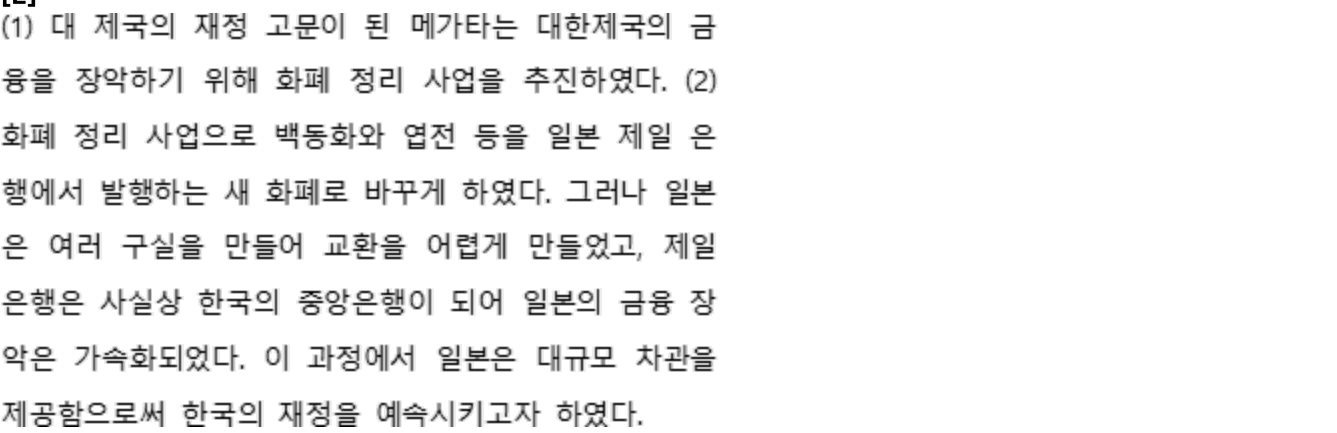 (1) 대 제국의 재정 고문이 된 메가타는 대한제국의 금
융을 장악하기 위해 화폐 정리 사업을 추진하였다. (2)
화폐 정리 사업으로 백동화와 엽전 등을 일본 제일 은
행에서 발행하는 새 화폐로 바꾸게 하였다. 그러나 일본
은 여러 구실을 만들어 교환을 어렵게 만들었고, 제일
은행은 사실상 한국의 중앙은행이 되어 일본의 금융 장
악은 가속화되었다. 이 과정에서 일본은 대규모 차관을
제공함으로써 한국의 재정을 예속시키고자 하였다.